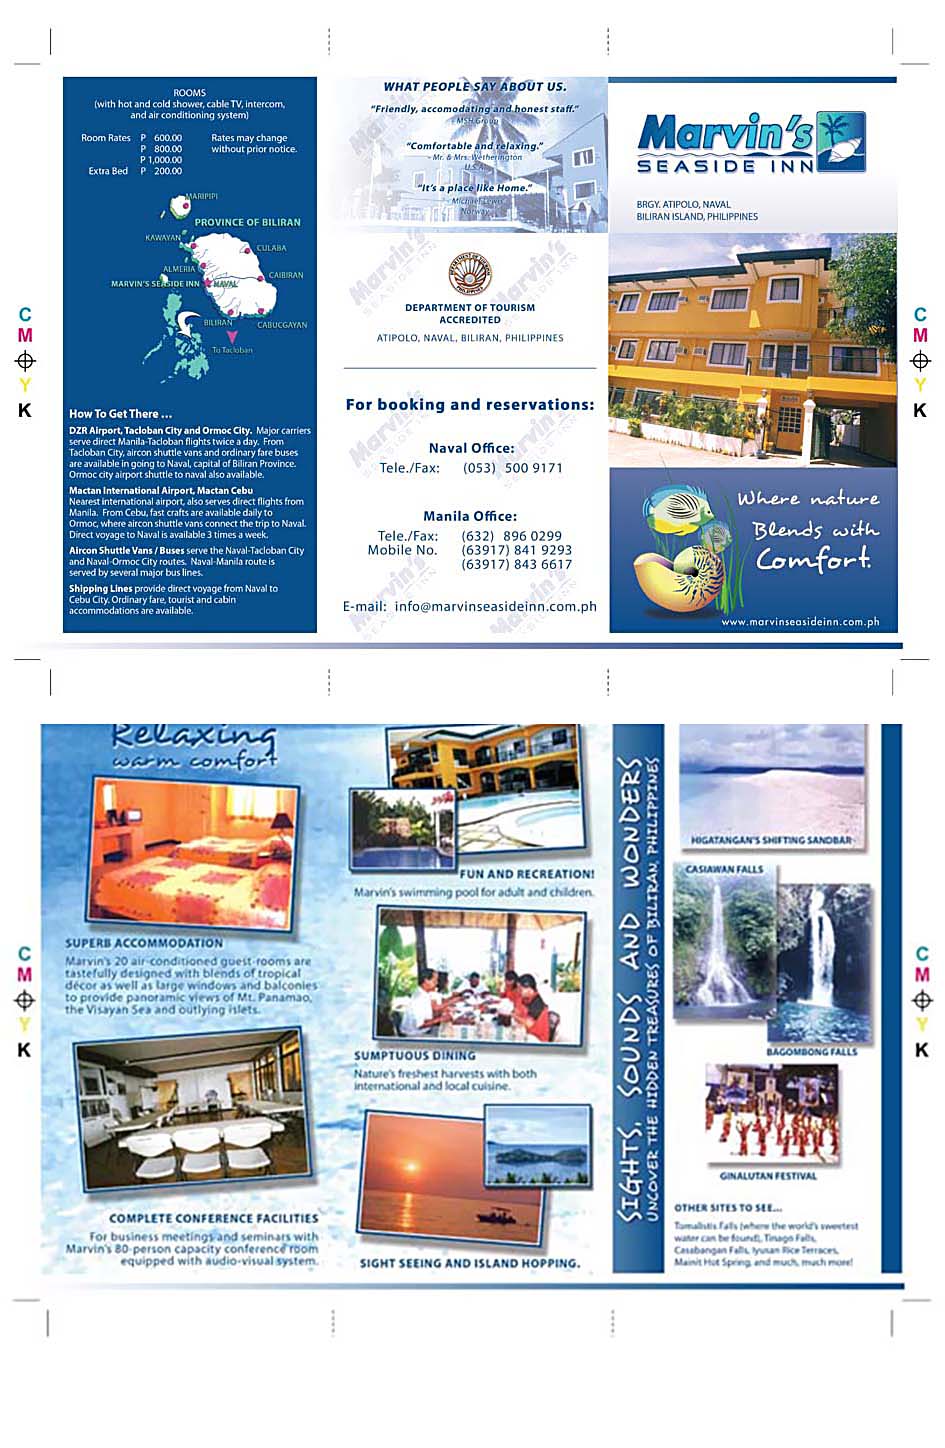 ROOMS
(with hot and cold shower, cable TV, intercom,
and air conditioning system)
Room Rates P 600.00 Rates may change
P 800.00 without prior notice.
P 1,000.00
Extra Bed P 200.00
MARIPIPI
PROVINCE OF BILIRAN
KAWAYAN
CULABA
ALMERIA
CAIBIRAN
MARVIN'S SEASIDE INN NAVAL
BILIRAN
CABUCGAYAN
To Tacloban
How To Get There ...
DZR Airport, Tacloban City and Ormoc City. Major carriers
serve direct Manila-Tacloban flights twice a day. From
Tacloban City, aircon shuttle vans and ordinary fare buses
are available in going to Naval, capital of Biliran Province.
Ormoc city airport shuttle to naval also available.
Mactan International Airport, Mactan Cebu
Nearest international airport, also serves direct flights from
Manila. From Cebu, fast crafts are available daily to
Ormoc, where aircon shuttle vans connect the trip to Naval.
Direct voyage to Naval is available 3 times a week.
Aircon Shuttle Vans / Buses serve the Naval-Tacloban City
and Naval-Ormoc City routes. Naval-Manila route is
served by several major bus lines.
Shipping Lines provide direct voyage from Naval to
Cebu City. Ordinary fare, tourist and cabin
accommodations are available.
WHAT PEOPLE SAY ABOUT US.
"Friendly, accomodating and honest staff."
- MSH Group
"Comfortable and relaxing."
- Mr. & Mrs. Wetherington
U.S.A.
"It's a place like Home."
- Michael Lewis
Norway
DEPARTMENT OF TOURISM
ACCREDITED
ATIPOLO, NAVAL, BILIRAN, PHILIPPINES
For booking and reservations:
Naval Office:
Tele./Fax: (053) 500 9171
Manila Office:
Tele./Fax: (632) 896 0299
Mobile No. (63917) 841 9293
(63917) 843 6617
E-mail: info@marvinseasideinn.com.ph
Marvin's
SEASIDE INN
BRGY. ATIPOLO, NAVAL
BILIRAN ISLAND, PHILIPPINES
Where nature
Blends with
Comfort.
www.marvinseasideinn.com.ph
C
M
Y
K
C
M
Y
K
Relaxing
warm comfort
SUPERB ACCOMMODATION
Marvin's 20 air-conditioned guest-rooms are
tastefully designed with blends of tropical
décor as well as large windows and balconies
to provide panoramic views of Mt. Panamao,
the Visayan Sea and outlying islets.
COMPLETE CONFERENCE FACILITIES
For business meetings and seminars with
Marvin's 80-person capacity conference room
equipped with audio-visual system.
FUN AND RECREATION!
Marvin's swimming pool for adult and children.
SUMPTUOUS DINING
Nature's freshest harvests with both
international and local cuisine.
SIGHT SEEING AND ISLAND HOPPING.
SIGHTS, SOUNDS AND WONDERS
UNCOVER THE HIDDEN TREASURES OF BILIRAN, PHILIPPINES
HIGATANGAN'S SHIFTING SANDBAR
CASIAWAN FALLS
BAGOMBONG FALLS
GINALUTAN FESTIVAL
OTHER SITES TO SEE...
Tomalistis Falls (where the world's sweetest
water can be found), Tinago Falls,
Casabangan Falls, Iyusan Rice Terraces,
Mainit Hot Spring, and much, much more!
C
M
Y
K
C
M
Y
K